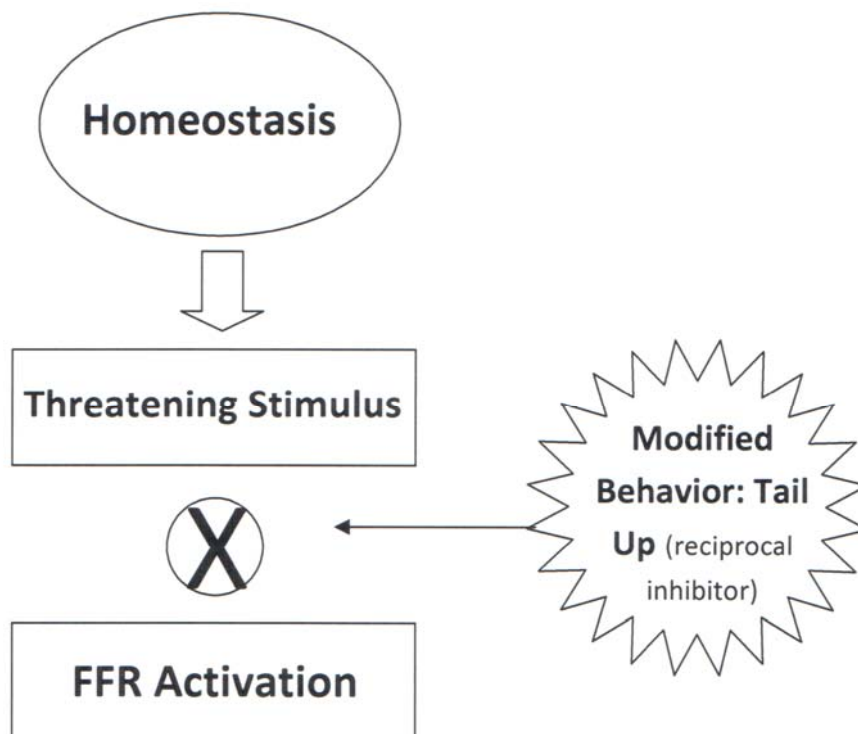 Homeostasis
Threatening Stimulus
Modified
Behavior: Tail
Up (reciprocal
inhibitor)
X
FFR Activation